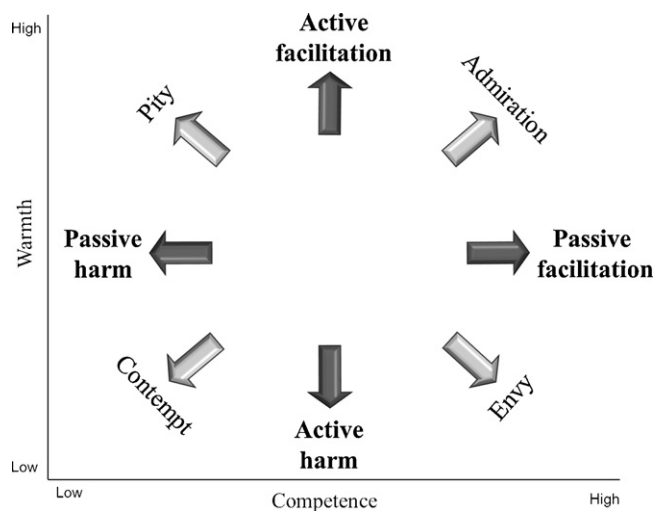 High
Active
facilitation
Pity
Admiration
Warmth
Passive
harm
Passive
facilitation
Contempt
Envy
Active
harm
Low
Low
Competence
High